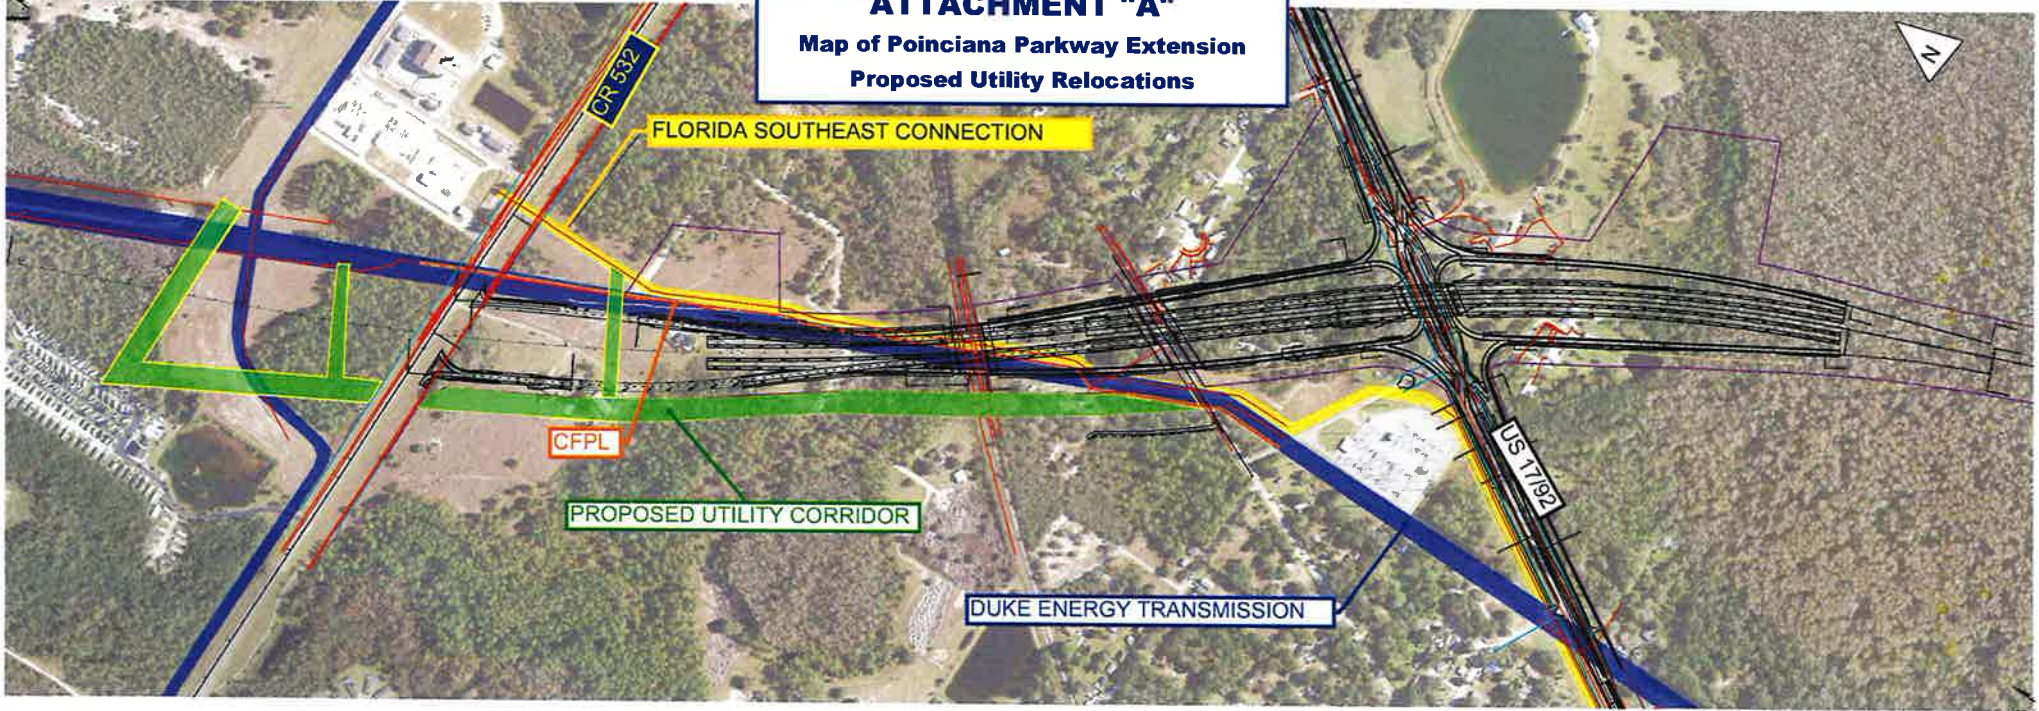 ATTACHMENT "A"
Map of Poinciana Parkway Extension
Proposed Utility Relocations
N
CR 532
FLORIDA SOUTHEAST CONNECTION
CFPL
PROPOSED UTILITY CORRIDOR
US 17/92
DUKE ENERGY TRANSMISSION